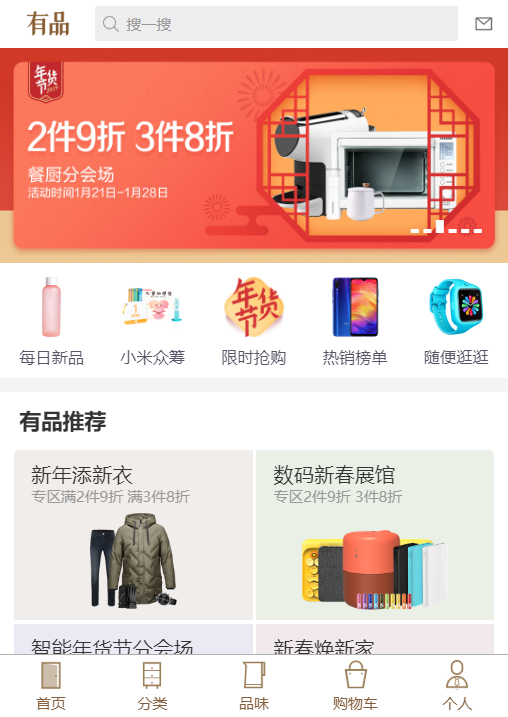 有品
搜一搜
年货节
2件9折 3件8折
餐厨分会场
活动时间1月21日-1月28日
年货节
每日新品
小米众筹
限时抢购
热销榜单
随便逛逛
有品推荐
新年添新衣
专区满2件9折 满3件8折
数码新春展馆
专区2件9折 3件8折
智能年货节分会场
新春焕新家
首页
分类
品味
购物车
个人